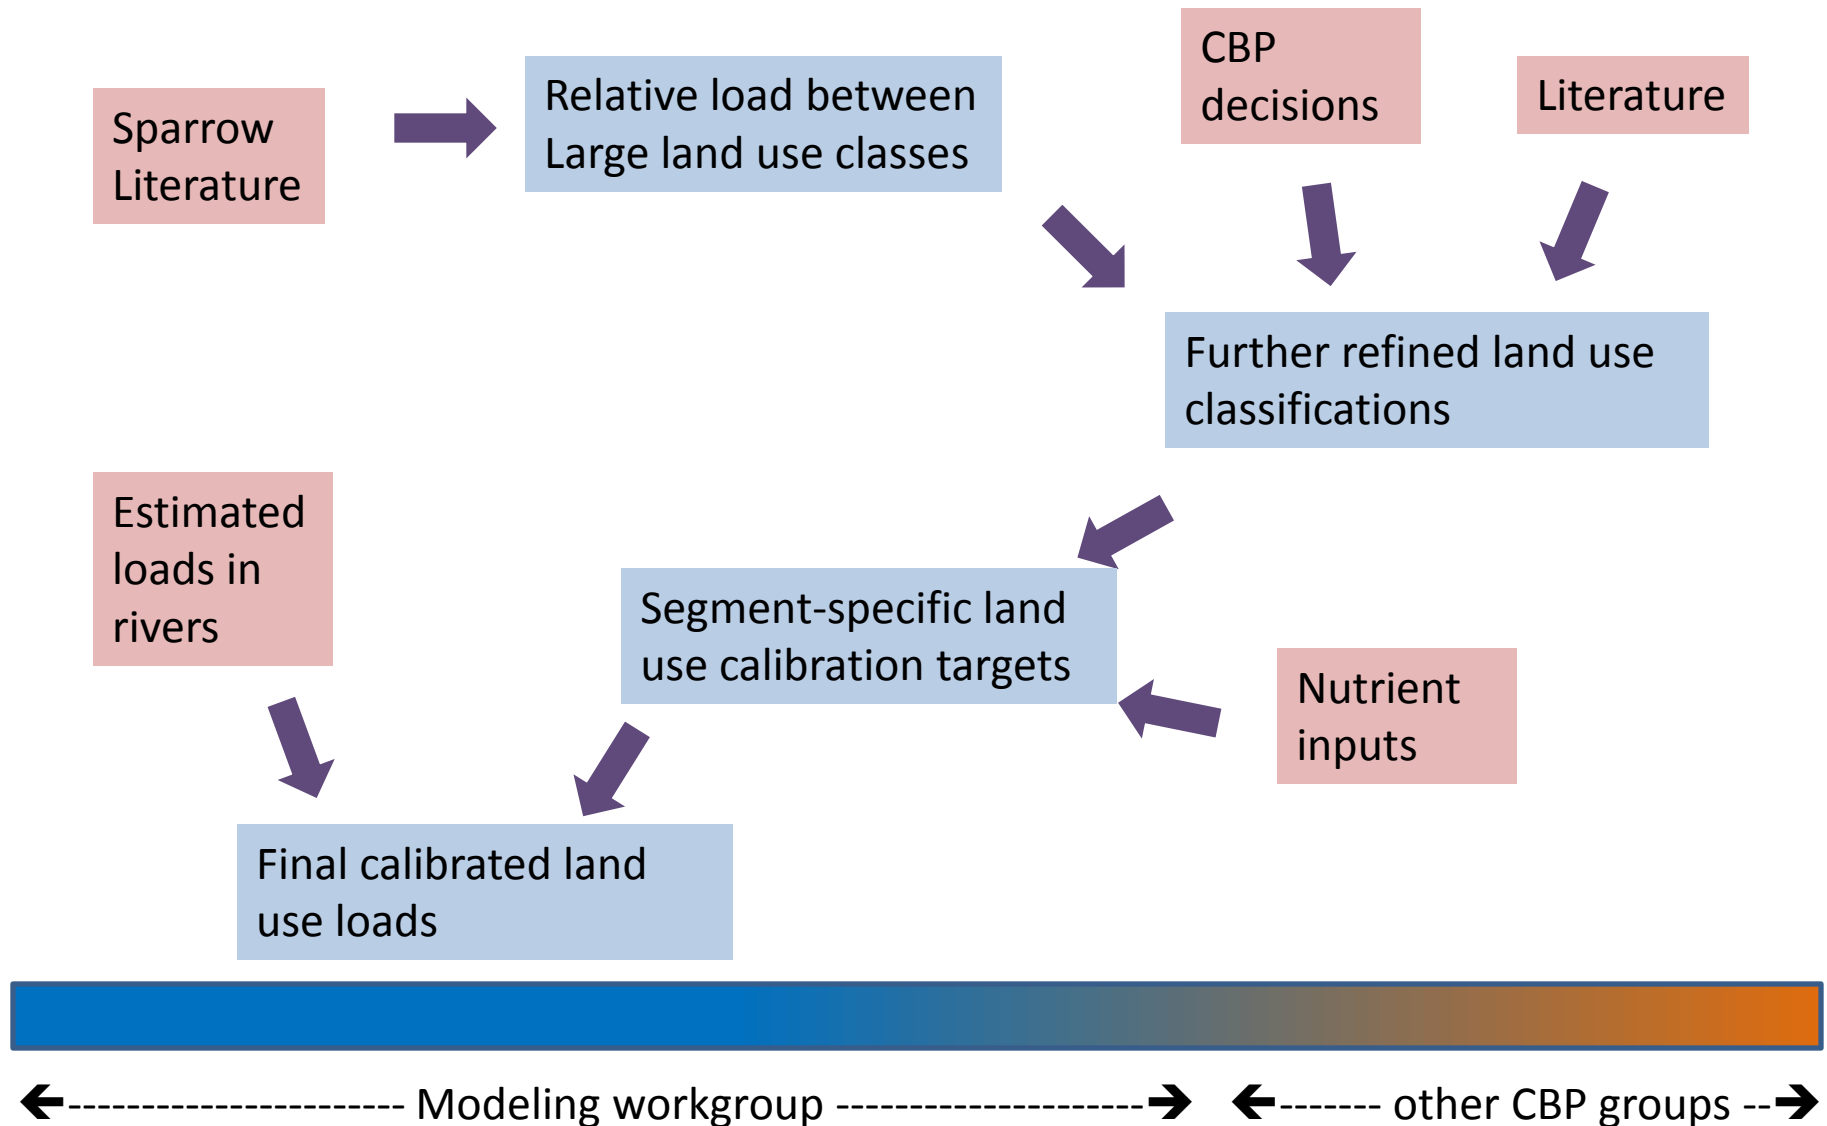 CBP
decisions
Literature
Sparrow
Literature
Relative load between
Large land use classes
Further refined land use
classifications
Estimated
loads in
rivers
Segment-specific land
use calibration targets
Nutrient
inputs
Final calibrated land
use loads
🡸----------------------- Modeling workgroup ---------------------🡺 🡸------- other CBP groups --🡺